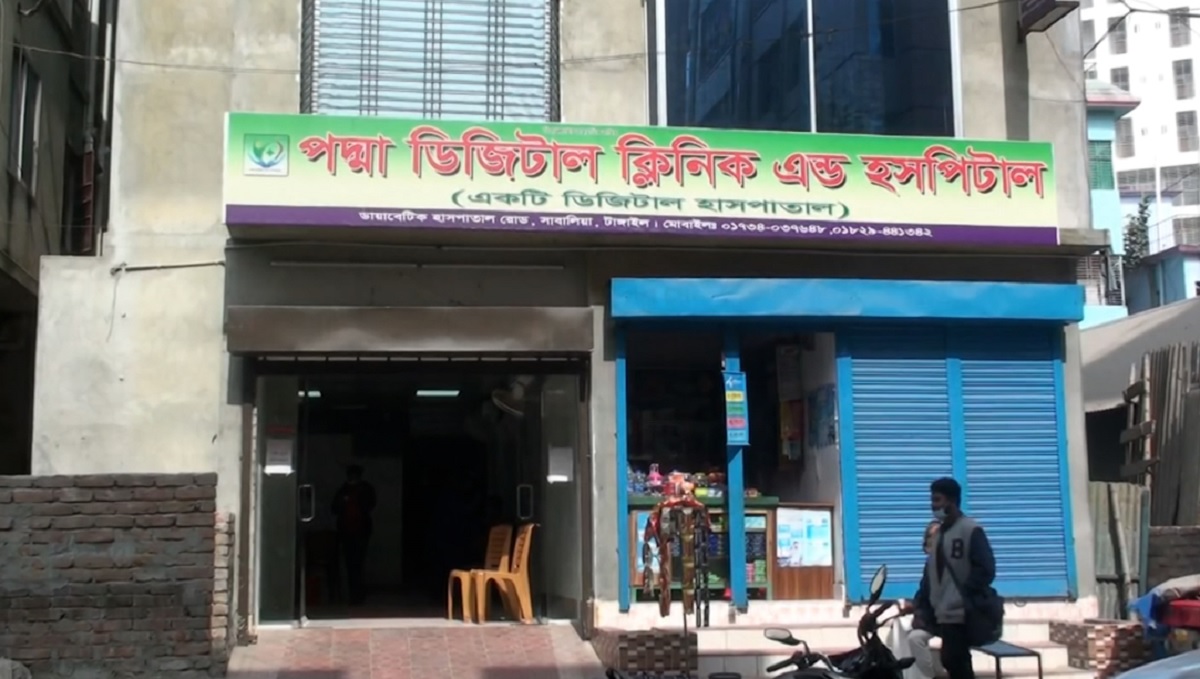 পদ্মা ডিজিটাল ক্লিনিক এন্ড হসপিটাল
(একটি ডিজিটাল হাসপাতাল)
ডায়াবেটিক হাসপাতাল রোড, সাবালিয়া, টাঙ্গাইল। মোবাইলঃ ০১৭৩৪-০৩৭৬৪৮,০১৮২৯-৪৪১৩৪২
B